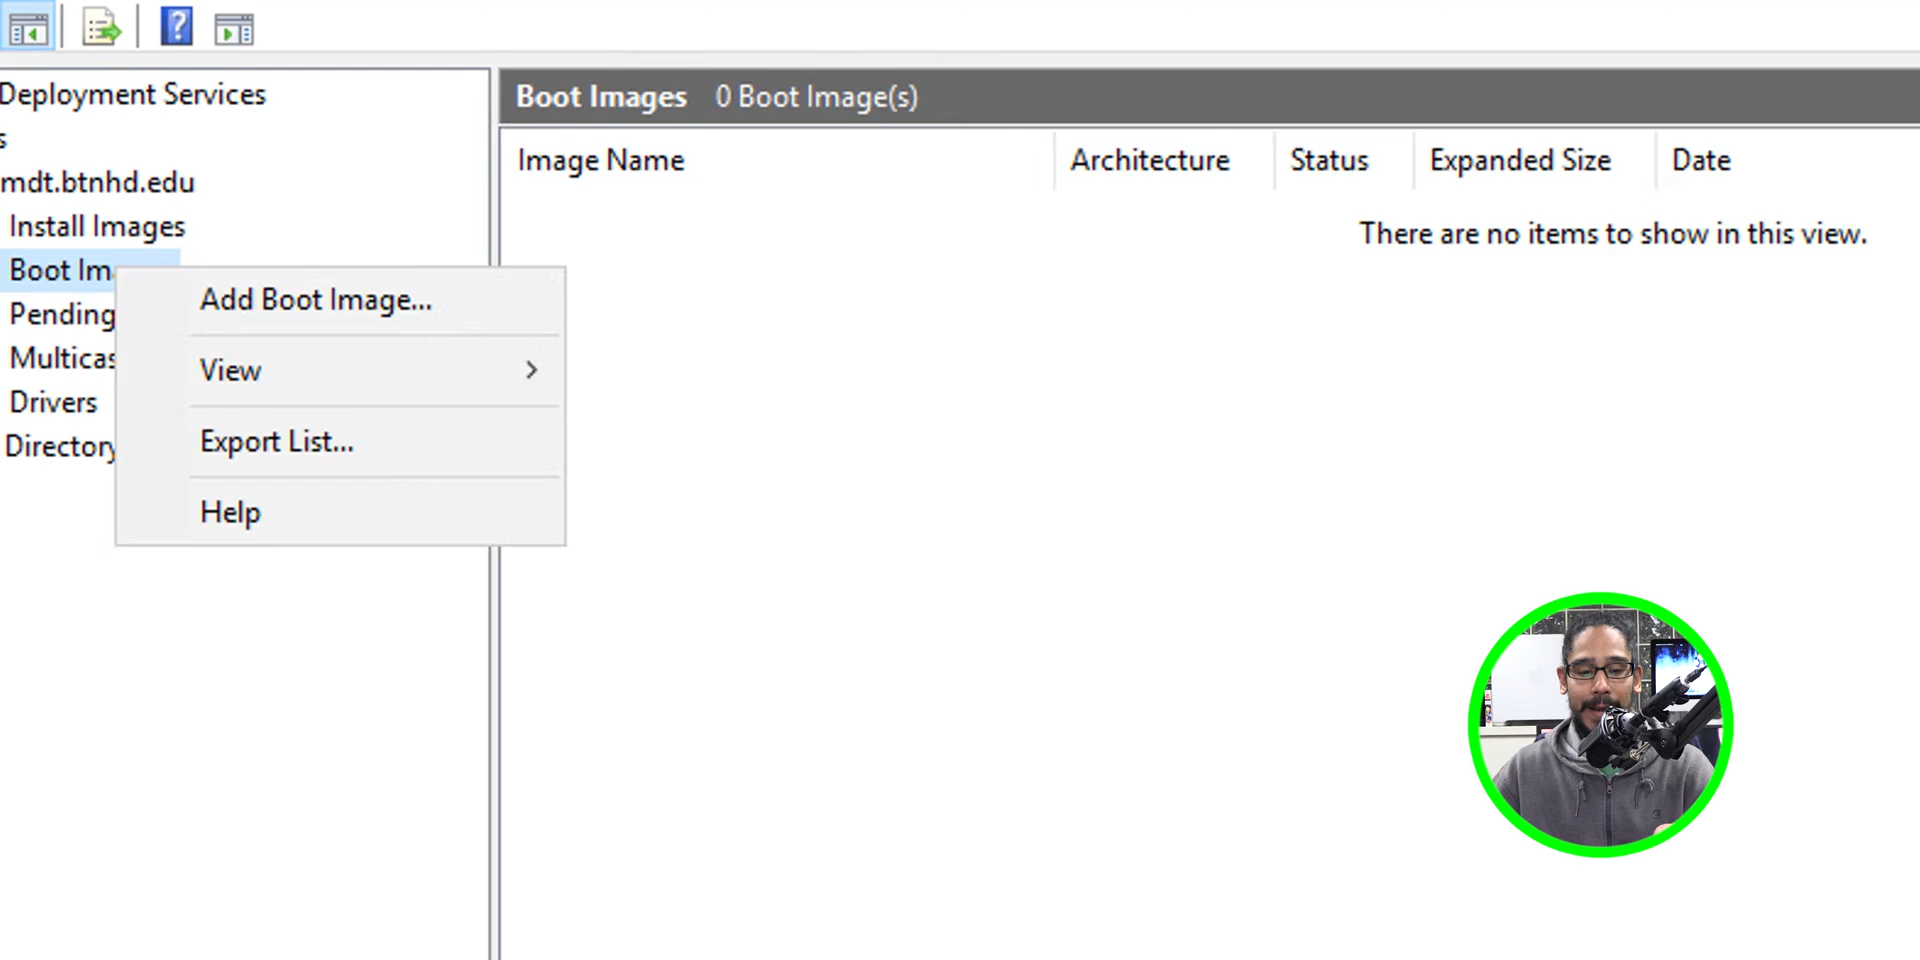 Deployment Services
s
mdt.btnhd.edu
Install Images
Boot Im
Pending
Multicas
Drivers
Directory
Add Boot Image...
View
Export List...
Help
Boot Images 0 Boot Image(s)
Image Name Architecture Status Expanded Size Date
There are no items to show in this view.